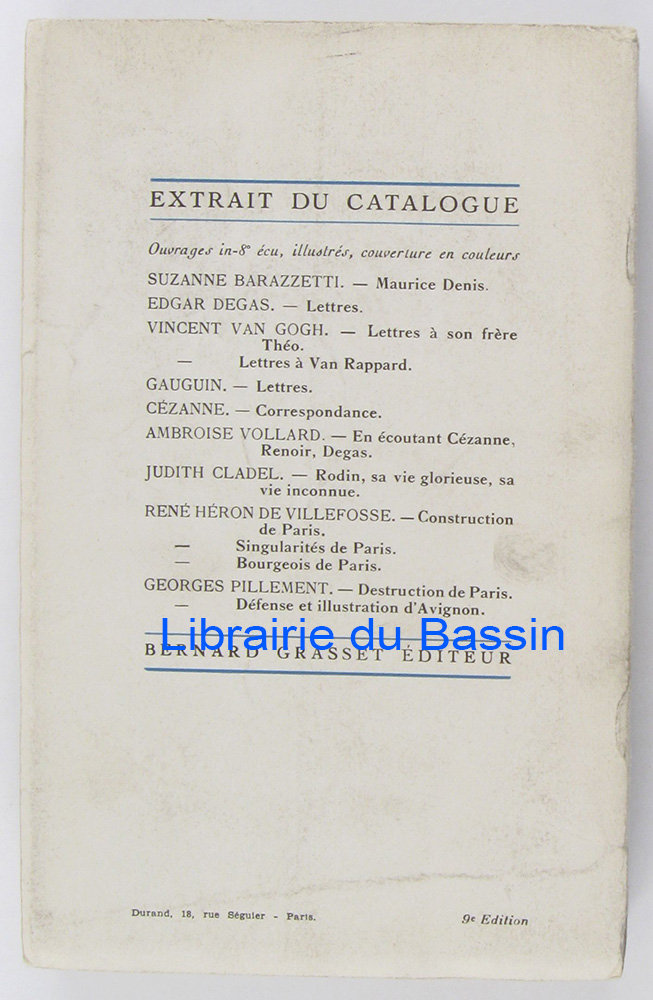 EXTRAIT DU CATALOGUE
Ouvrages in-8° écu, illustrés, couverture en couleurs
SUZANNE BARAZZETTI. — Maurice Denis.
EDGAR DEGAS. — Lettres.
VINCENT VAN GOGH. — Lettres à son frère
Théo.
— Lettres à Van Rappard.
GAUGUIN. — Lettres.
CÉZANNE. — Correspondance.
AMBROISE VOLLARD. — En écoutant Cézanne,
Renoir, Degas.
JUDITH CLADEL. — Rodin, sa vie glorieuse, sa
vie inconnue.
RENÉ HÉRON DE VILLEFOSSE. — Construction
de Paris.
— Singularités de Paris.
— Bourgeois de Paris.
GEORGES PILLEMENT. — Destruction de Paris.
— Défense et illustration d'Avignon.
Librairie du Bassin
BERNARD GRASSET ÉDITEUR
Durand, 18, rue Séguier - Paris.
9e Edition